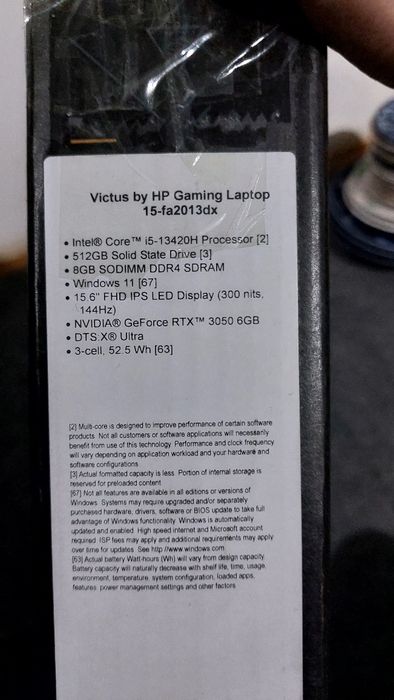 Victus by HP Gaming Laptop
15-fa2013dx
• Intel® Core™ i5-13420H Processor [2]
• 512GB Solid State Drive [3]
• 8GB SODIMM DDR4 SDRAM
• Windows 11 [67]
• 15.6" FHD IPS LED Display (300 nits,
144Hz)
• NVIDIA® GeForce RTX™ 3050 6GB
• DTS:X® Ultra
• 3-cell, 52.5 Wh [63]
[2] Multi-core is designed to improve performance of certain software
products. Not all customers or software applications will necessarily
benefit from use of this technology. Performance and clock frequency
will vary depending on application workload and your hardware and
software configurations.
[3] Actual formatted capacity is less. Portion of internal storage is
reserved for preloaded content.
[67] Not all features are available in all editions or versions of
Windows. Systems may require upgraded and/or separately
purchased hardware, drivers, software or BIOS update to take full
advantage of Windows functionality. Windows is automatically
updated and enabled. High speed internet and Microsoft account
required. ISP fees may apply and additional requirements may apply
over time for updates. See http://www.windows.com.
[63] Actual battery Watt-hours (Wh) will vary from design capacity.
Battery capacity will naturally decrease with shelf life, time, usage,
environment, temperature, system configuration, loaded apps,
features, power management settings and other factors.